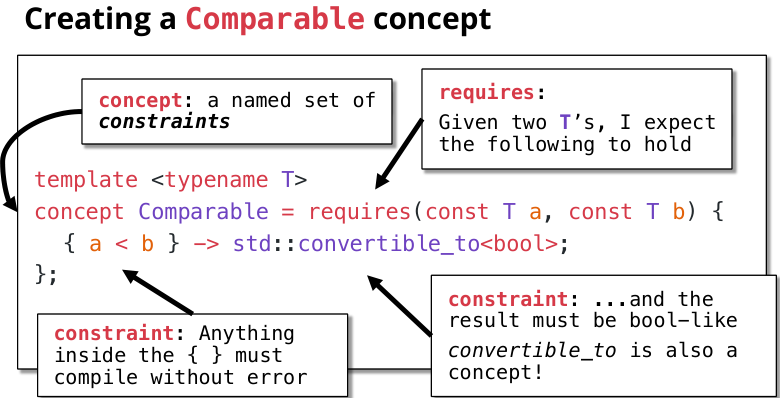 Creating a Comparable concept
concept: a named set of
constraints
requires:
Given two T’s, I expect
the following to hold
template <typename T>
concept Comparable = requires(const T a, const T b) {
{ a < b } -> std::convertible_to<bool>;
};
constraint: Anything
inside the { } must
compile without error
constraint: ...and the
result must be bool-like
convertible_to is also a
concept!